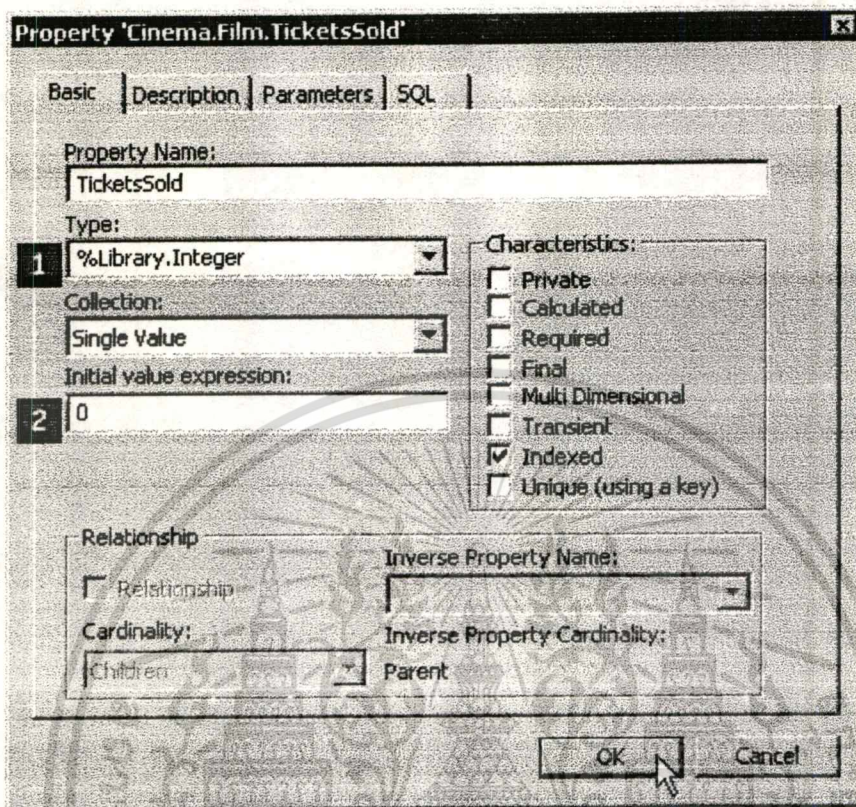 Property 'Cinema.Film.TicketsSold'
Basic Description Parameters SQL
Property Name:
TicketsSold
Type:
1 %Library.Integer
Collection:
Single Value
Initial value expression:
2 0
Characteristics:
Private
Calculated
Required
Final
Multi Dimensional
Transient
Indexed
Unique (using a key)
Relationship
Relationship
Inverse Property Name:
Cardinality:
Children
Inverse Property Cardinality:
Parent
OK Cancel